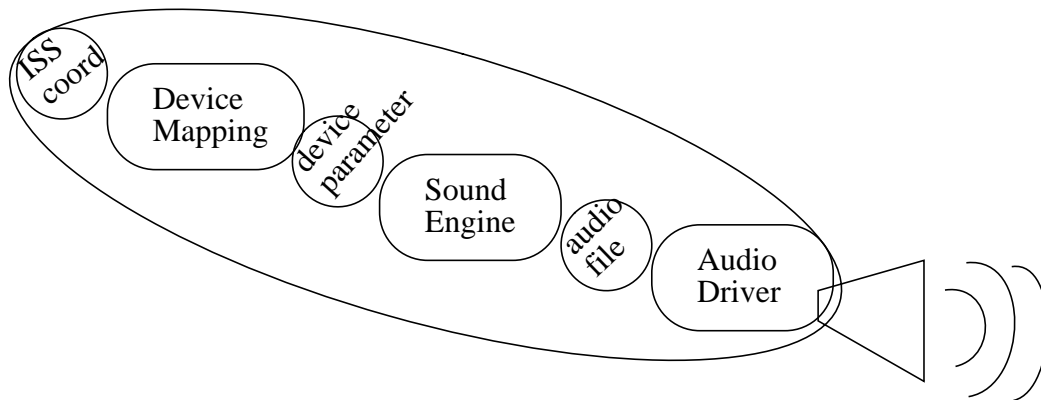 ISS
coord
Device
Mapping
device
parameter
Sound
Engine
audio
file
Audio
Driver